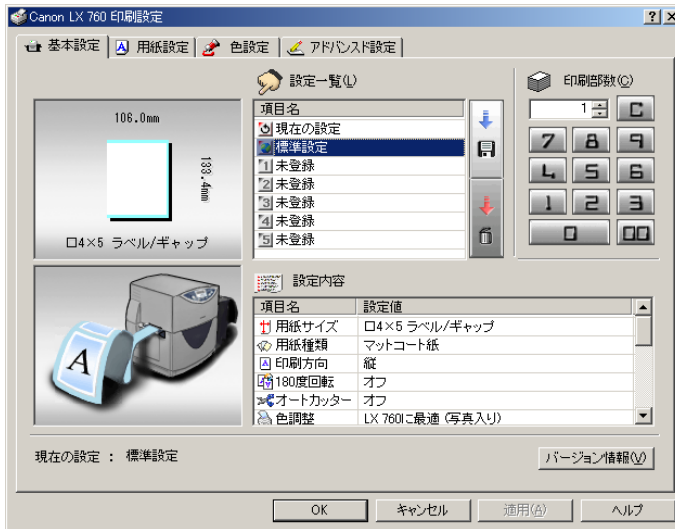 Canon LX 760 印刷設定
基本設定 用紙設定 色設定 アドバンスド設定
設定一覧(L)
印刷部数(C)
106.0mm
133.4mm
ロ4×5 ラベル/ギャップ
項目名
現在の設定
標準設定
1 未登録
2 未登録
3 未登録
4 未登録
5 未登録
1 C
7 8 9
4 5 6
1 2 3
0 00
A
設定内容
項目名 設定値
用紙サイズ ロ4×5 ラベル/ギャップ
用紙種類 マットコート紙
印刷方向 縦
180度回転 オフ
オートカッター オフ
色調整 LX 760に最適 (写真入り)
現在の設定 : 標準設定
バージョン情報(V)
OK キャンセル 適用(A) ヘルプ